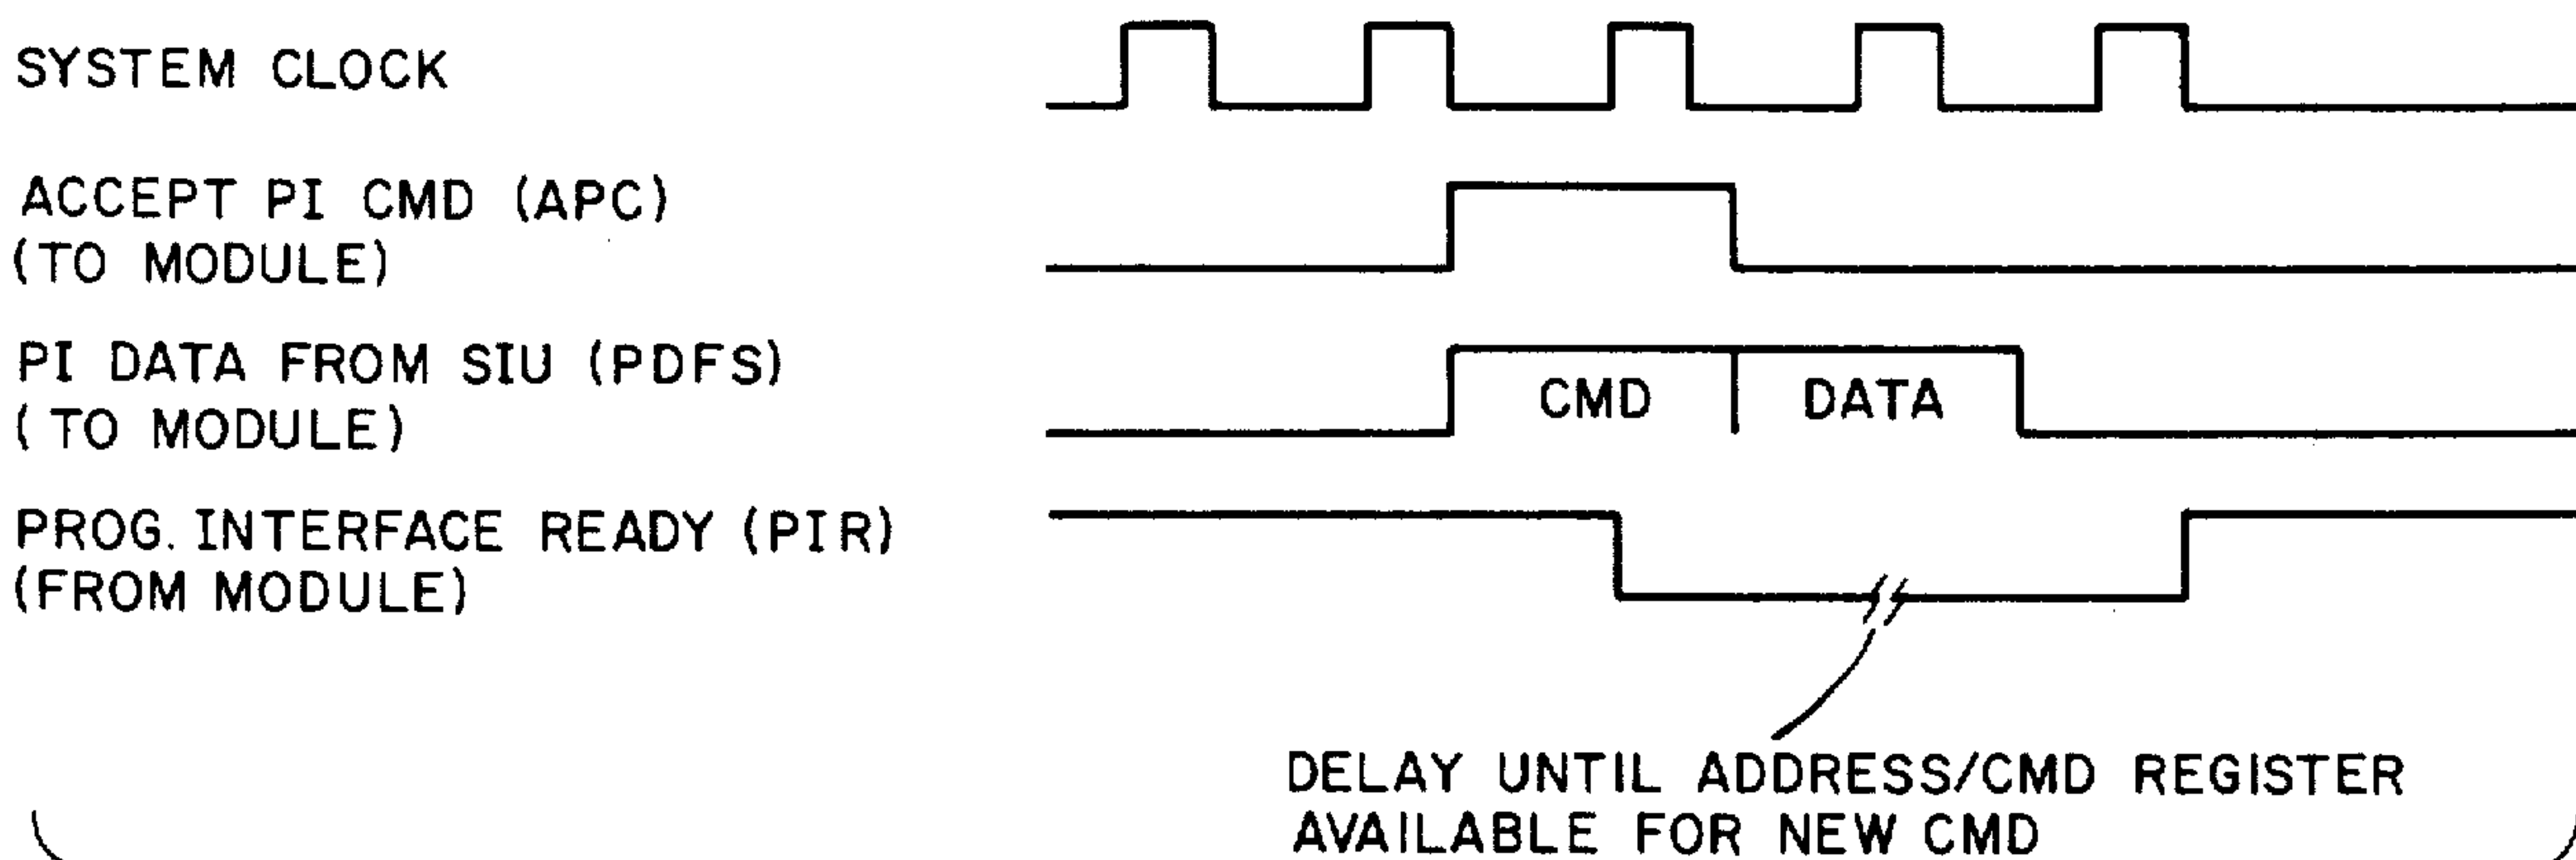 SYSTEM CLOCK
ACCEPT PI CMD (APC)
(TO MODULE)
PI DATA FROM SIU (PDFS)
(TO MODULE)
CMD
DATA
PROG. INTERFACE READY (PIR)
(FROM MODULE)
DELAY UNTIL ADDRESS/CMD REGISTER
AVAILABLE FOR NEW CMD